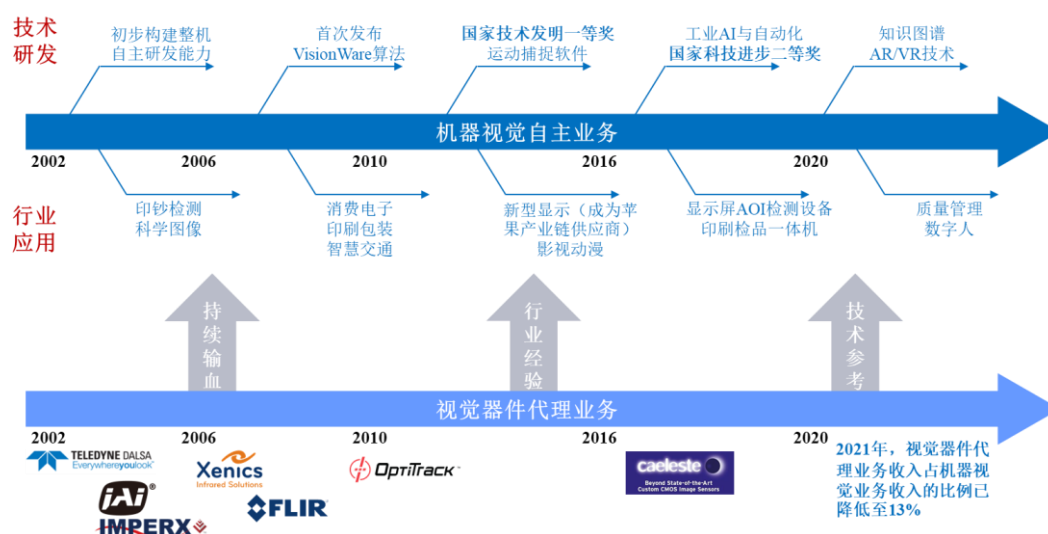 技术
研发
初步构建整机
自主研发能力
首次发布
VisionWare算法
国家技术发明一等奖
运动捕捉软件
工业AI与自动化
国家科技进步二等奖
知识图谱
AR/VR技术
机器视觉自主业务
2002
2006
2010
2016
2020
行业
应用
印钞检测
科学图像
消费电子
印刷包装
智慧交通
新型显示（成为苹
果产业链供应商）
影视动漫
显示屏AOI检测设备
印刷检品一体机
质量管理
数字人
持续输血
行业经验
技术参考
视觉器件代理业务
2002
2006
2010
2016
2020
TELEDYNE DALSA
Everywhereyoulook™
JAi®
IMPERX
Xenics
Infrared Solutions
FLIR
OptiTrack™
caeleste
Beyond State-of-the-Art
Custom CMOS Image Sensors
2021年，视觉器件代
理业务收入占机器视
觉业务收入的比例已
降低至13%